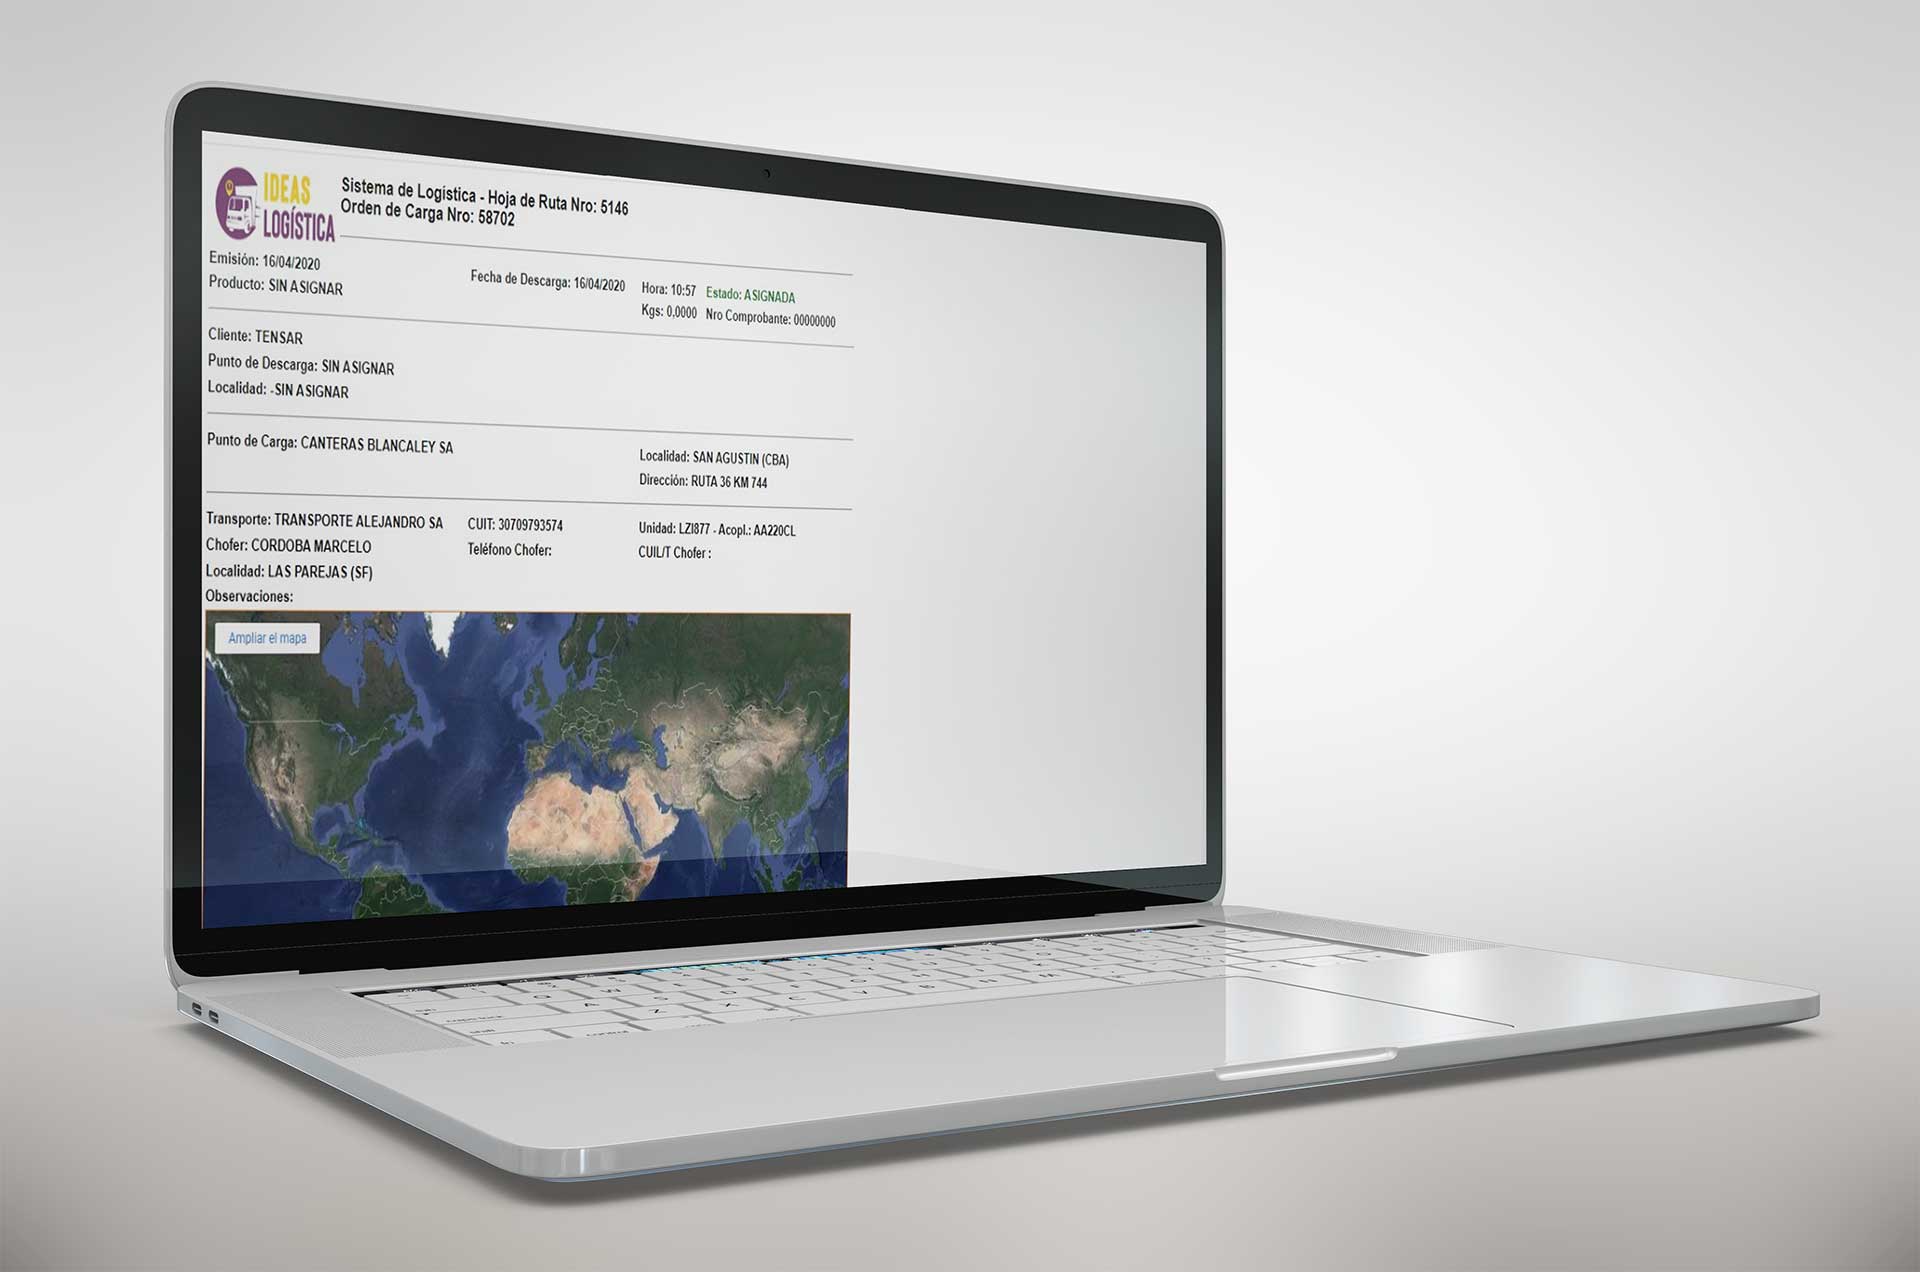 IDEAS
LOGÍSTICA
Sistema de Logística - Hoja de Ruta Nro: 5146
Orden de Carga Nro: 58702
Emisión: 16/04/2020
Fecha de Descarga: 16/04/2020
Hora: 10:57
Estado: ASIGNADA
Producto: SIN ASIGNAR
Kgs: 0,0000
Nro Comprobante: 00000000
Cliente: TENSAR
Punto de Descarga: SIN ASIGNAR
Localidad: -SIN ASIGNAR
Punto de Carga: CANTERAS BLANCALEY SA
Localidad: SAN AGUSTIN (CBA)
Dirección: RUTA 36 KM 744
Transporte: TRANSPORTE ALEJANDRO SA
CUIT: 30709793574
Unidad: LZI877 - Acopl.: AA220CL
Chofer: CORDOBA MARCELO
Teléfono Chofer:
CUIL/T Chofer :
Localidad: LAS PAREJAS (SF)
Observaciones:
Ampliar el mapa